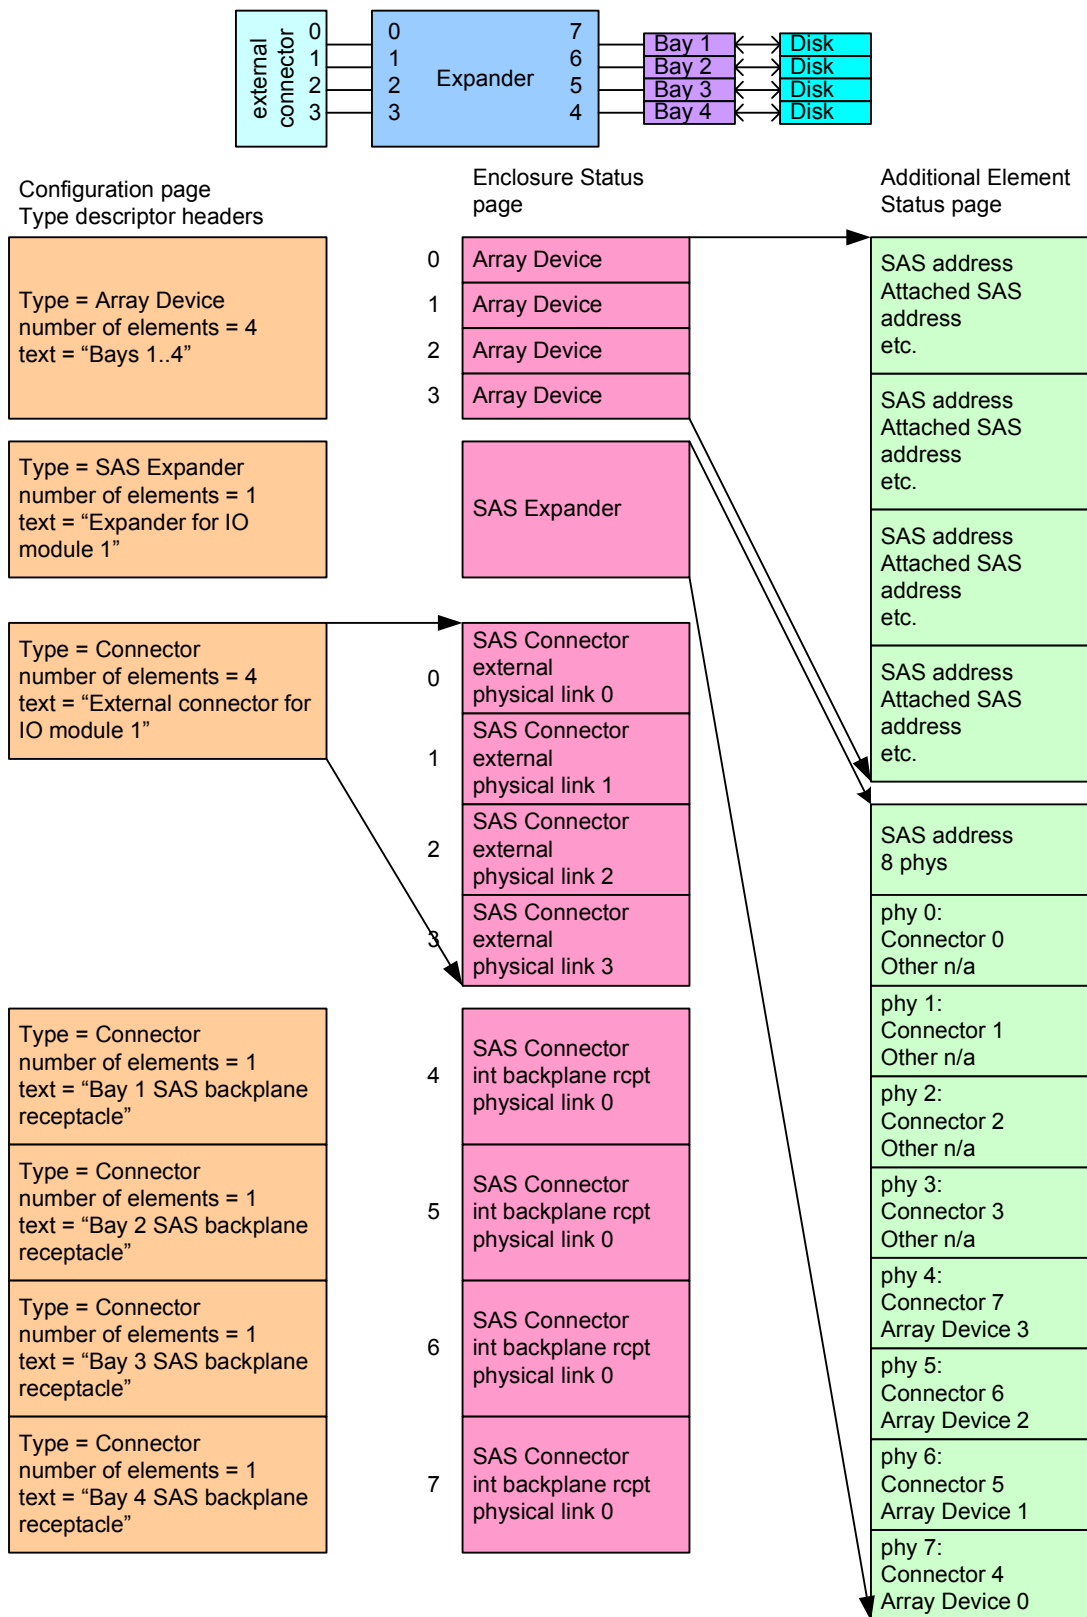 external
connector
0
1
2
3
0
1
2
3
Expander
7
6
5
4
Bay 1
Bay 2
Bay 3
Bay 4
Disk
Disk
Disk
Disk
Configuration page
Type descriptor headers
Type = Array Device
number of elements = 4
text = “Bays 1..4”
Type = SAS Expander
number of elements = 1
text = “Expander for IO
module 1”
Type = Connector
number of elements = 4
text = “External connector for
IO module 1”
Type = Connector
number of elements = 1
text = “Bay 1 SAS backplane
receptacle”
Type = Connector
number of elements = 1
text = “Bay 2 SAS backplane
receptacle”
Type = Connector
number of elements = 1
text = “Bay 3 SAS backplane
receptacle”
Type = Connector
number of elements = 1
text = “Bay 4 SAS backplane
receptacle”
Enclosure Status
page
0
Array Device
1
Array Device
2
Array Device
3
Array Device
SAS Expander
0
SAS Connector
external
physical link 0
1
SAS Connector
external
physical link 1
2
SAS Connector
external
physical link 2
3
SAS Connector
external
physical link 3
4
SAS Connector
int backplane rcpt
physical link 0
5
SAS Connector
int backplane rcpt
physical link 0
6
SAS Connector
int backplane rcpt
physical link 0
7
SAS Connector
int backplane rcpt
physical link 0
Additional Element
Status page
SAS address
Attached SAS
address
etc.
SAS address
Attached SAS
address
etc.
SAS address
Attached SAS
address
etc.
SAS address
Attached SAS
address
etc.
SAS address
8 phys
phy 0:
Connector 0
Other n/a
phy 1:
Connector 1
Other n/a
phy 2:
Connector 2
Other n/a
phy 3:
Connector 3
Other n/a
phy 4:
Connector 7
Array Device 3
phy 5:
Connector 6
Array Device 2
phy 6:
Connector 5
Array Device 1
phy 7:
Connector 4
Array Device 0